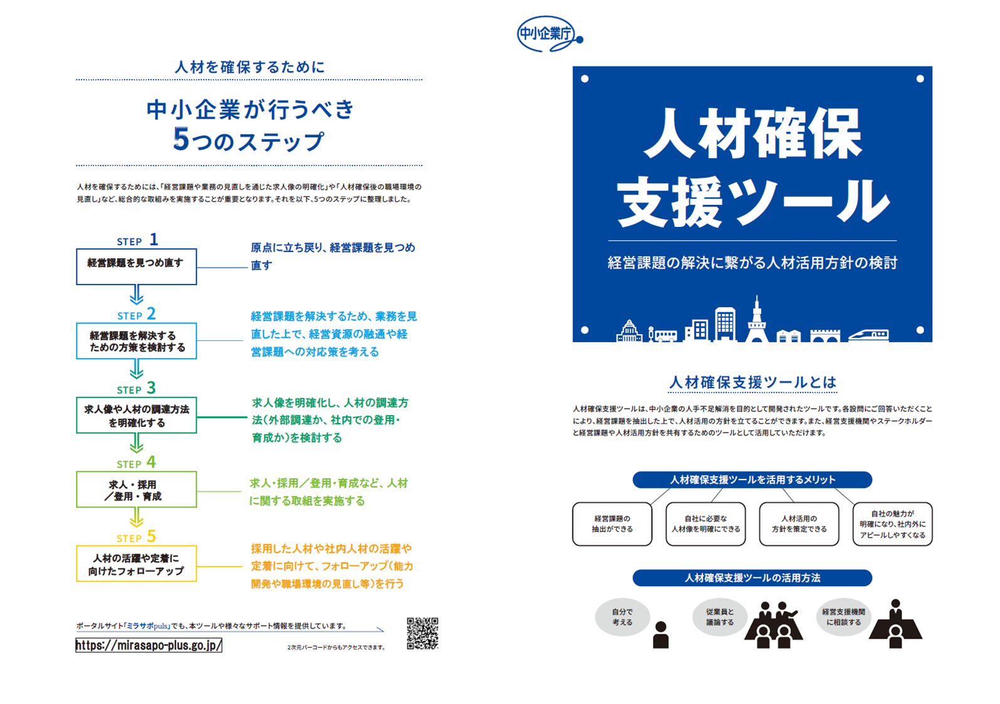 人材を確保するために
中小企業が行うべき
5つのステップ
人材を確保するためには、「経営課題や業務の見直しを通じた求人像の明確化」や「人材確保後の職場環境の
見直し」など、総合的な取組みを実施することが重要となります。それを以下、5つのステップに整理しました。
STEP 1
経営課題を見つめ直す
原点に立ち戻り、経営課題を見つめ
直す
STEP 2
経営課題を解決する
ための方策を検討する
経営課題を解決するため、業務を見
直した上で、経営資源の融通や経
営課題への対応策を考える
STEP 3
求人像や人材の調達方法
を明確化する
求人像を明確化し、人材の調達方
法（外部調達か、社内での登用・
育成か）を検討する
STEP 4
求人・採用
／登用・育成
求人・採用／登用・育成など、人材
に関する取組を実施する
STEP 5
人材の活躍や定着に
向けたフォローアップ
採用した人材や社内人材の活躍や
定着に向けて、フォローアップ（能力
開発や職場環境の見直し等）を行う
ポータルサイト「ミラサポpuls」でも、本ツールや様々なサポート情報を提供しています。
https://mirasapo-plus.go.jp/
2次元バーコードからもアクセスできます。
中小企業庁
人材確保
支援ツール
経営課題の解決に繋がる人材活用方針の検討
人材確保支援ツールとは
人材確保支援ツールは、中小企業の人手不足解消を目的として開発されたツールです。各設問にご回答いただくこと
により、経営課題を抽出した上で、人材活用の方針を立てることができます。また、経営支援機関やステークホルダー
と経営課題や人材活用方針を共有するためのツールとして活用していただけます。
人材確保支援ツールを活用するメリット
経営課題の
抽出ができる
自社に必要な
人材像を明確にできる
人材活用の
方針を策定できる
自社の魅力が
明確になり、社内外に
アピールしやすくなる
人材確保支援ツールの活用方法
自分で
考える
従業員と
議論する
経営支援機関
に相談する